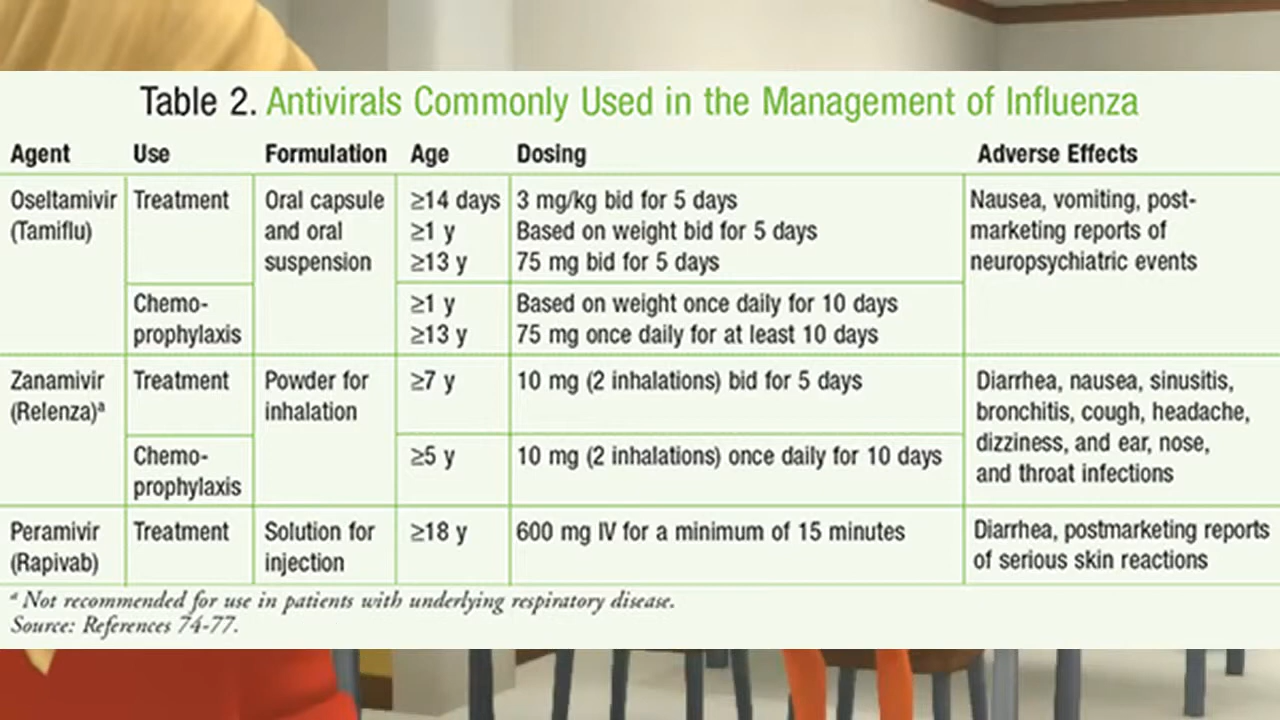 Table 2. Antivirals Commonly Used in the Management of Influenza
Agent Use Formulation Age Dosing Adverse Effects
Oseltamivir Treatment Oral capsule ≥14 days 3 mg/kg bid for 5 days Nausea, vomiting, post-
(Tamiflu) and oral ≥1 y Based on weight bid for 5 days marketing reports of
suspension ≥13 y 75 mg bid for 5 days neuropsychiatric events
Chemo- ≥1 y Based on weight once daily for 10 days
prophylaxis ≥13 y 75 mg once daily for at least 10 days
Zanamivir Treatment Powder for ≥7 y 10 mg (2 inhalations) bid for 5 days Diarrhea, nausea, sinusitis,
(Relenza)ª inhalation bronchitis, cough, headache,
dizziness, and ear, nose,
Chemo- ≥5 y 10 mg (2 inhalations) once daily for 10 days and throat infections
prophylaxis
Peramivir Treatment Solution for ≥18 y 600 mg IV for a minimum of 15 minutes Diarrhea, postmarketing reports
(Rapivab) injection of serious skin reactions
ª Not recommended for use in patients with underlying respiratory disease.
Source: References 74-77.